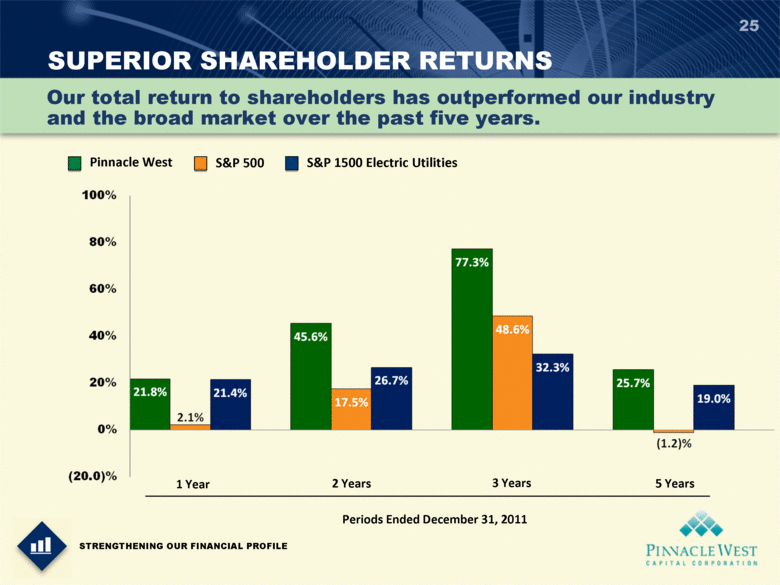 25
SUPERIOR SHAREHOLDER RETURNS
Our total return to shareholders has outperformed our industry
and the broad market over the past five years.
Pinnacle West
S&P 500
S&P 1500 Electric Utilities
100%
80%
60%
40%
20%
0%
(20.0)%
21.8%
2.1%
21.4%
45.6%
17.5%
26.7%
77.3%
48.6%
32.3%
25.7%
(1.2)%
19.0%
1 Year
2 Years
3 Years
5 Years
Periods Ended December 31, 2011
STRENGTHENING OUR FINANCIAL PROFILE
PINNACLE WEST
CAPITAL CORPORATION